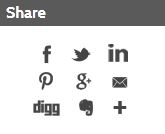 Share
f in
g+
digg +